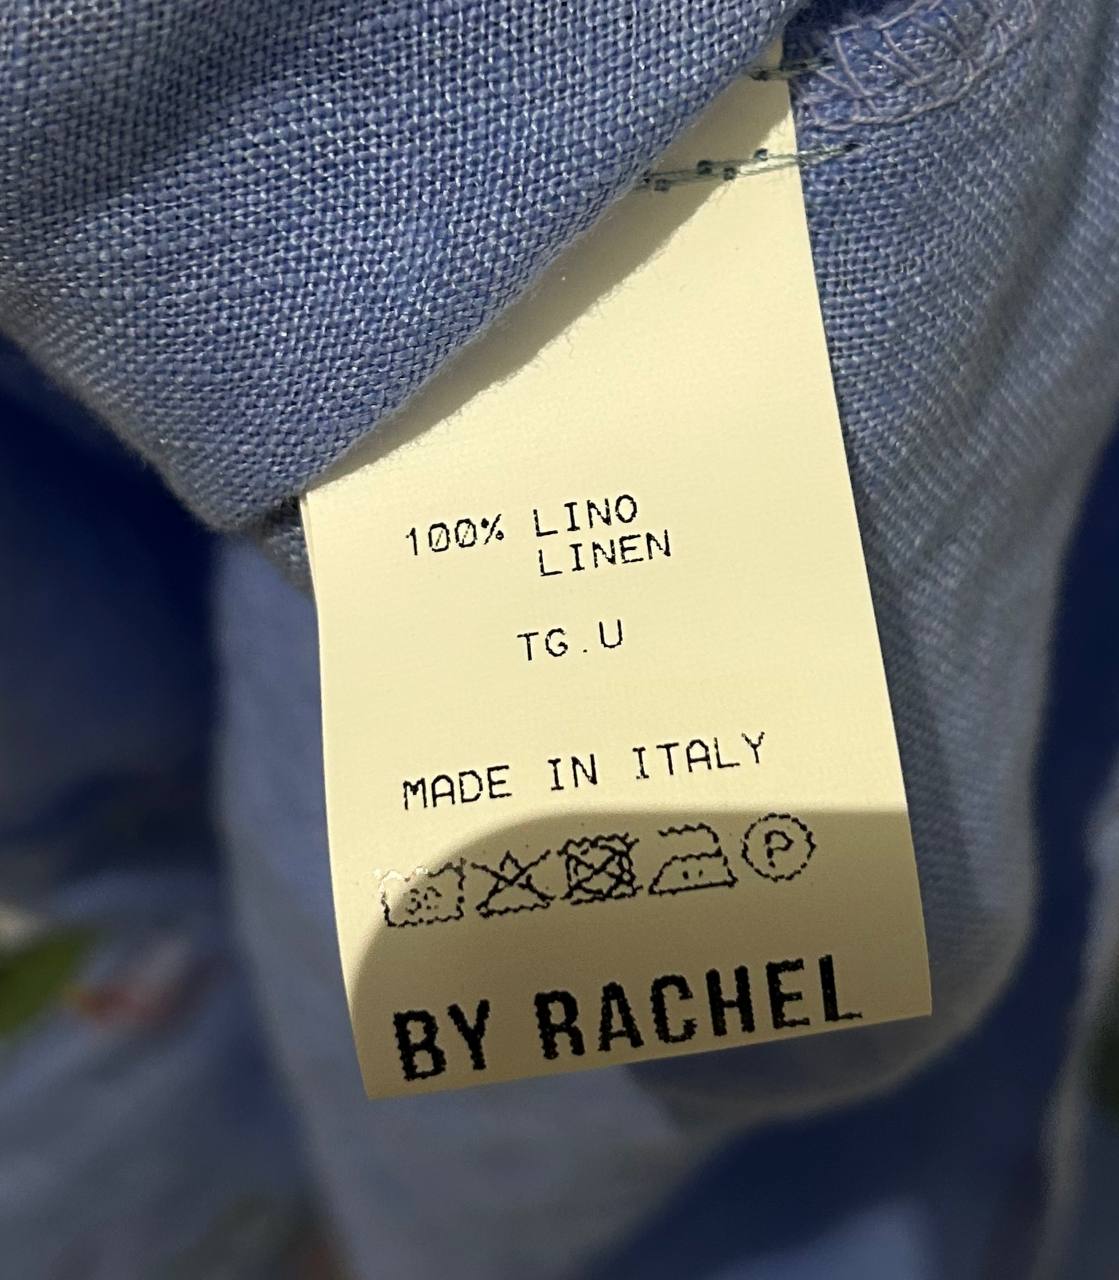 100% LINO
LINEN
TG.U
MADE IN ITALY
30 P
BY RACHEL